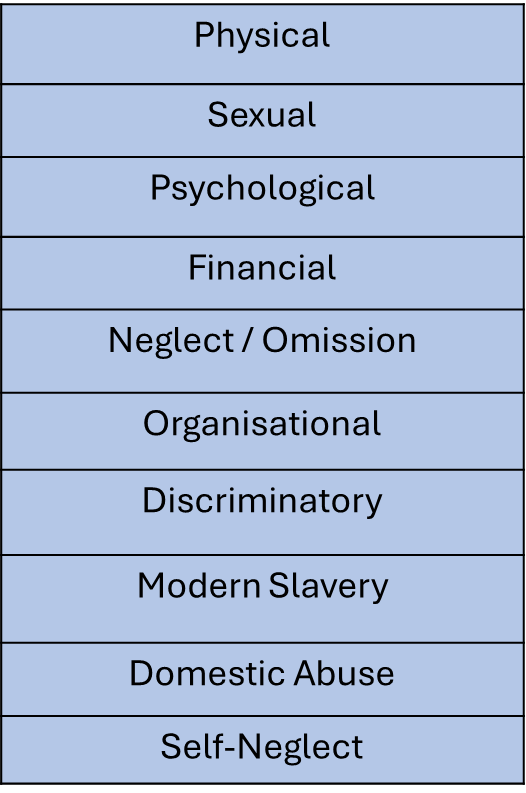 Physical
Sexual
Psychological
Financial
Neglect / Omission
Organisational
Discriminatory
Modern Slavery
Domestic Abuse
Self-Neglect